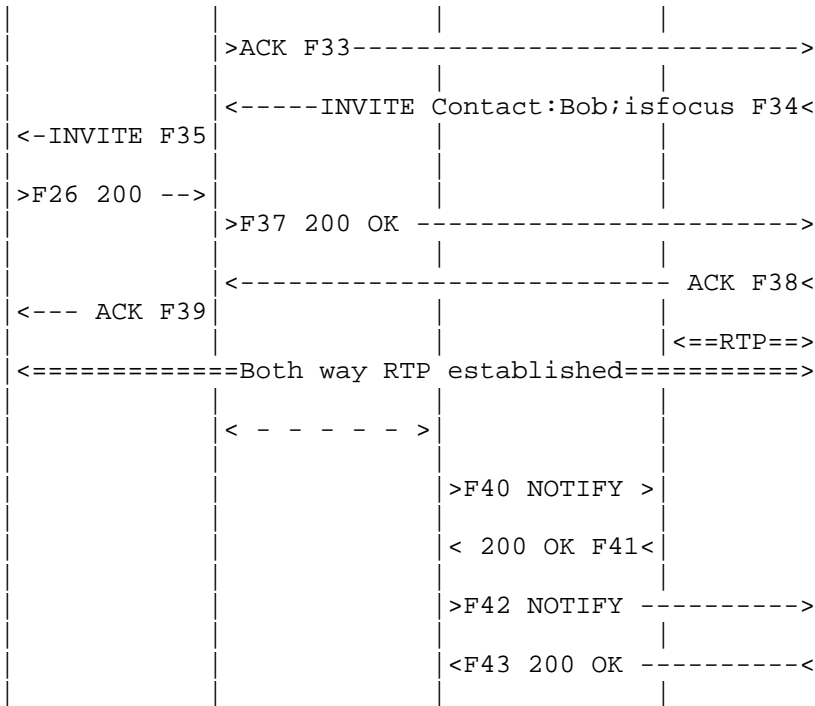 >ACK F33---------------------------->
<-----INVITE Contact:Bob;isfocus F34<
<-INVITE F35
>F26 200 -->
>F37 200 OK ------------------------>
<--------------------------- ACK F38<
<--- ACK F39
<==RTP==>
<=============Both way RTP established===========>
< - - - - - >
>F40 NOTIFY >
< 200 OK F41<
>F42 NOTIFY ----------->
<F43 200 OK -----------<